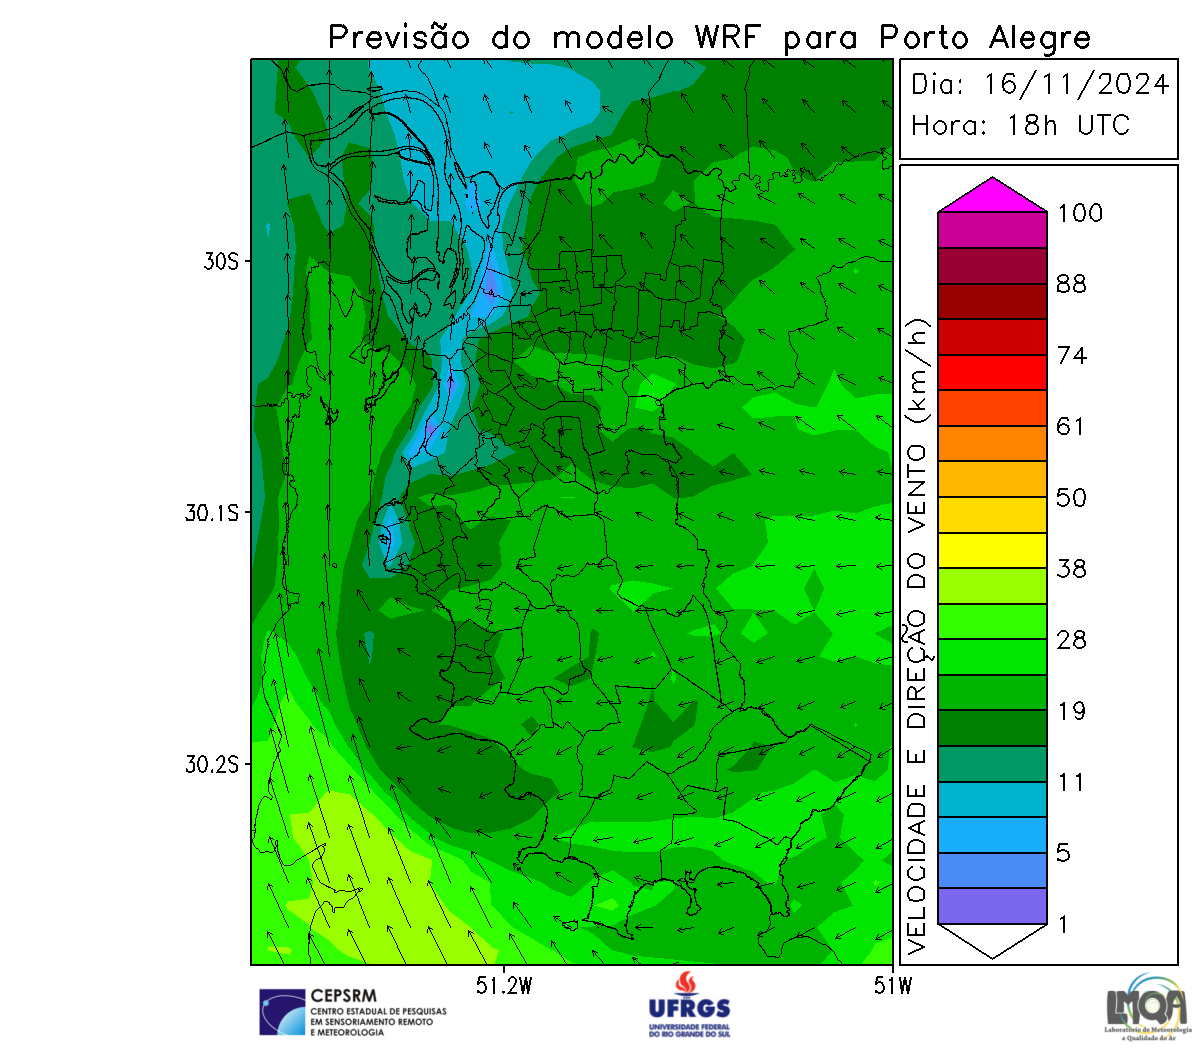 Previsão do modelo WRF para Porto Alegre
Dia: 16/11/2024
Hora: 18h UTC
100
88
74
61
50
38
28
19
11
5
1
VELOCIDADE E DIREÇÃO DO VENTO (km/h)
30S
30.1S
30.2S
51.2W
51W
CEPSRM
CENTRO ESTADUAL DE PESQUISAS
EM SENSORIAMENTO REMOTO
E METEOROLOGIA
UFRGS
UNIVERSIDADE FEDERAL
DO RIO GRANDE DO SUL
LMQA
Laboratório de Meteorologia
e Qualidade do Ar